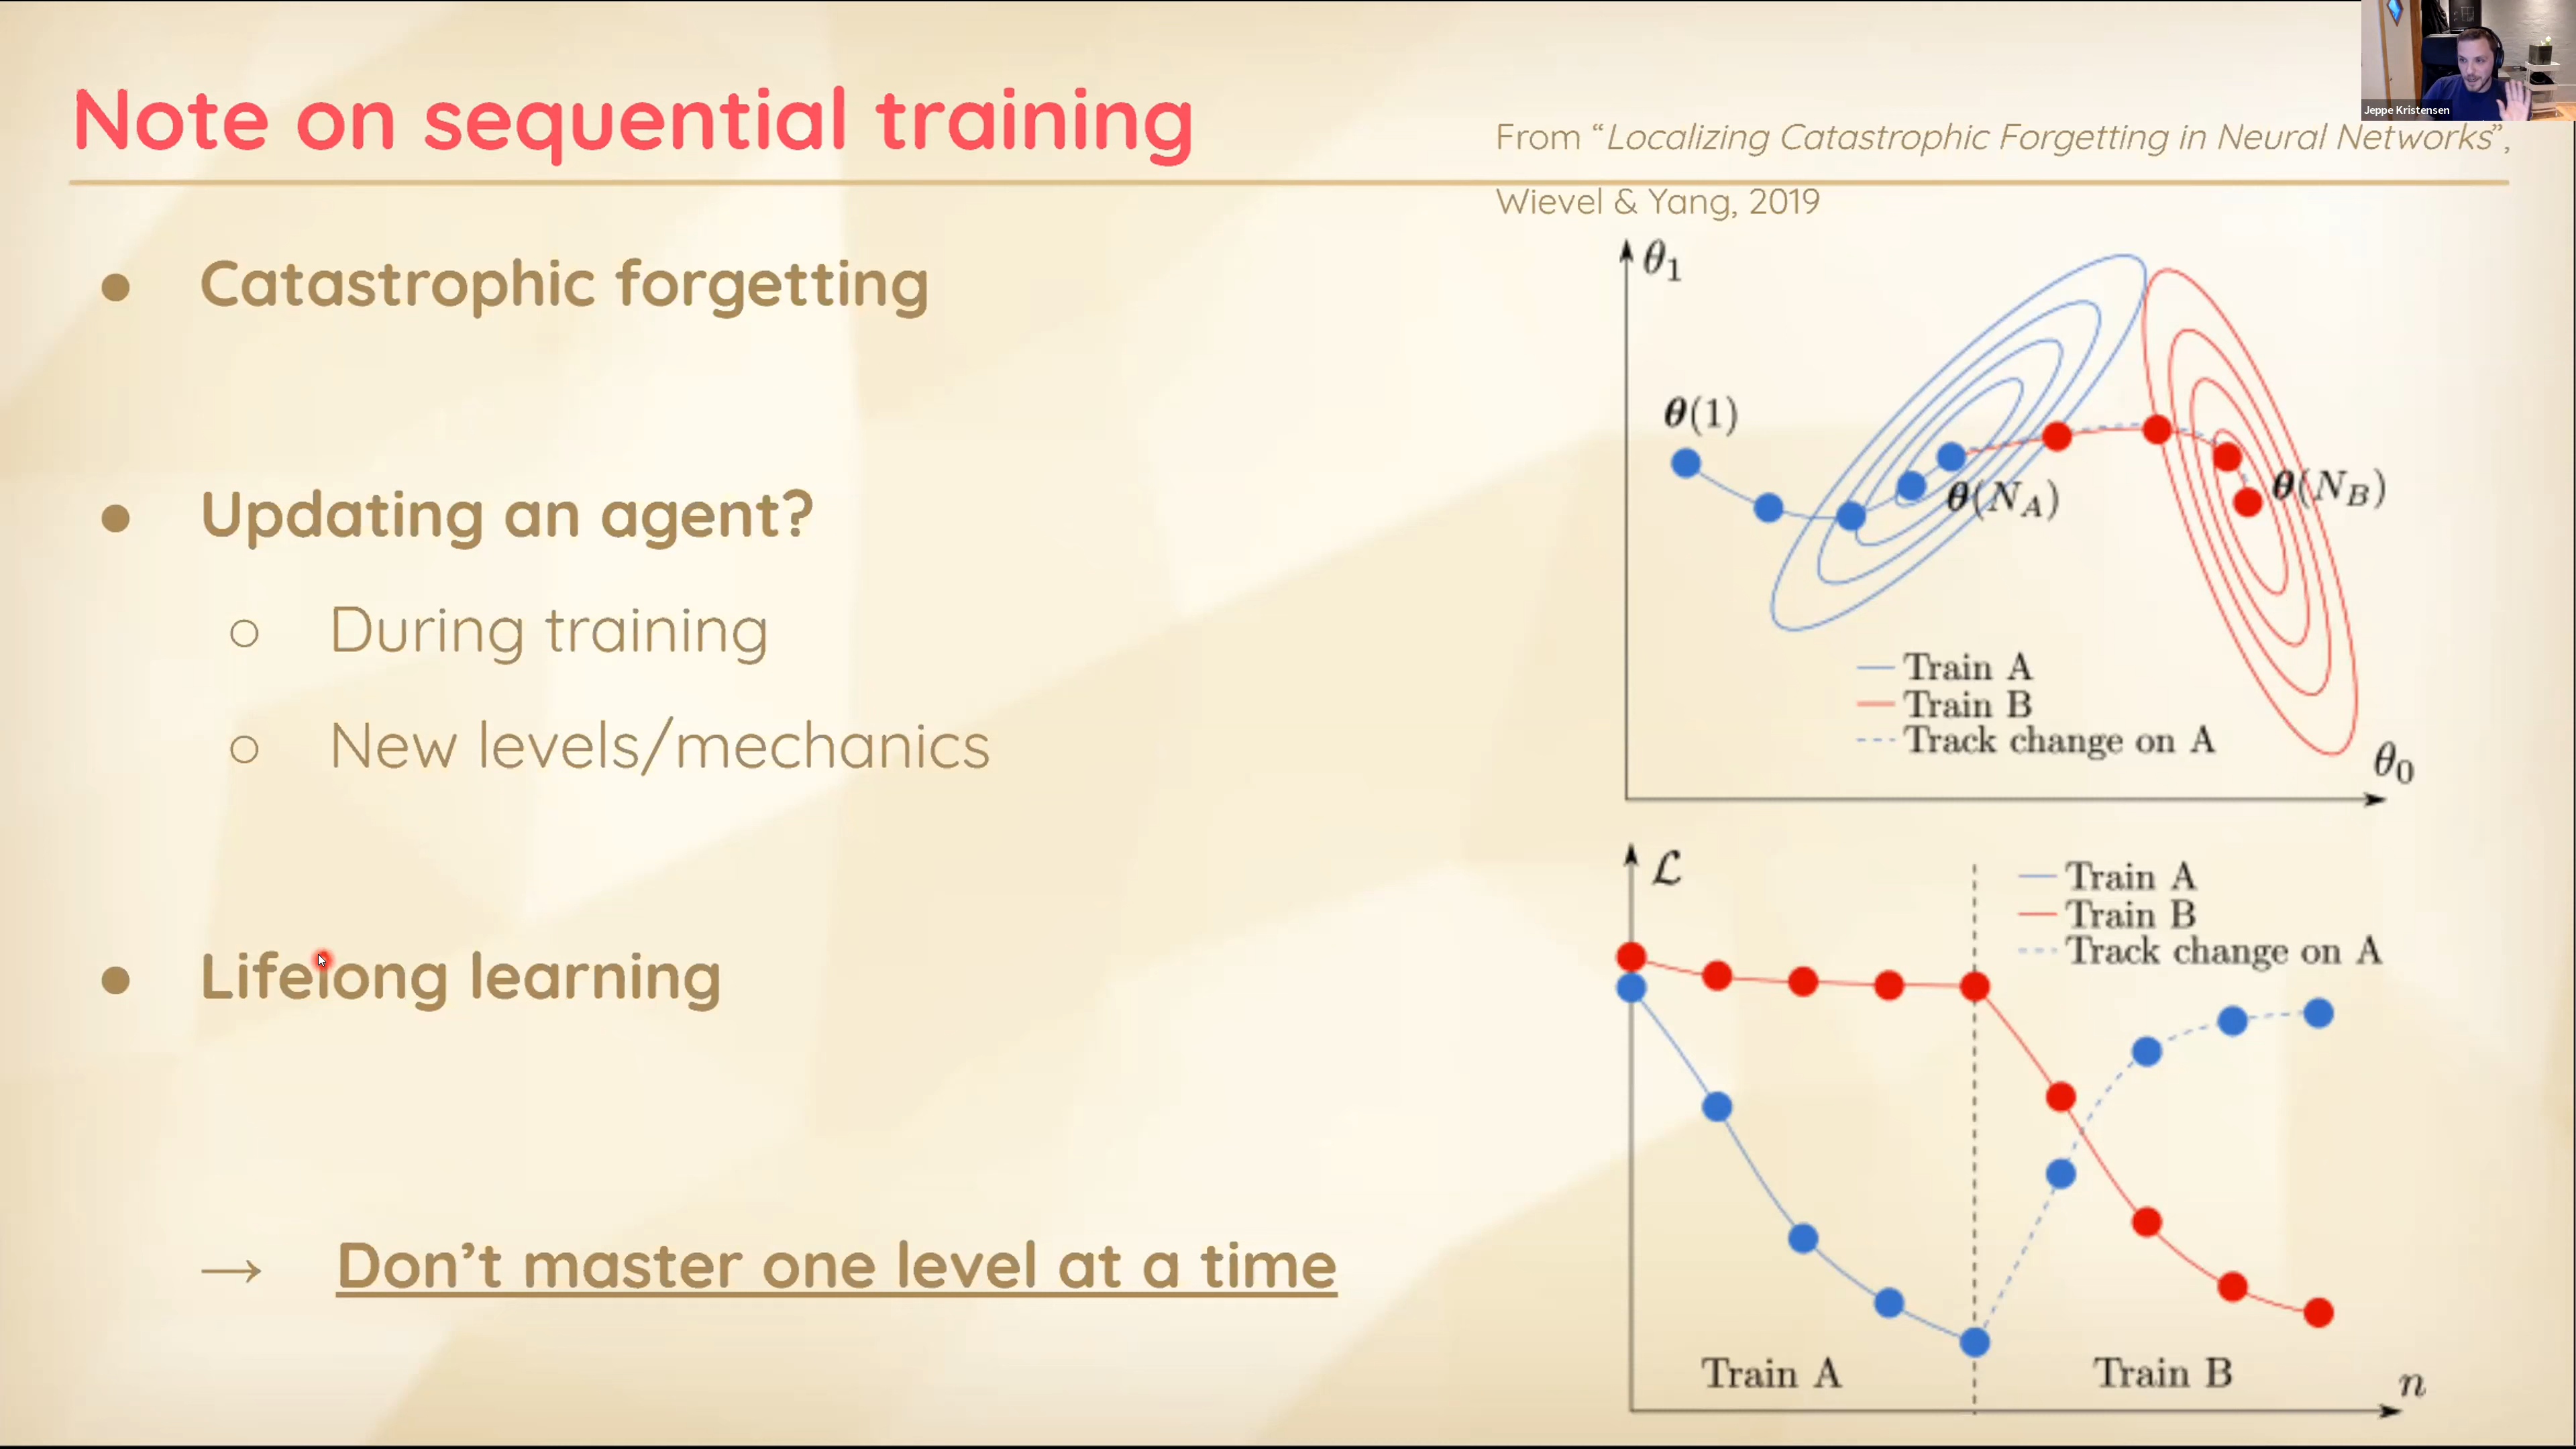 Note on sequential training
Jeppe Kristensen
From “Localizing Catastrophic Forgetting in Neural Networks”,
Wievel & Yang, 2019
● Catastrophic forgetting
● Updating an agent?
○ During training
○ New levels/mechanics
● Lifelong learning
→ Don’t master one level at a time
θ₁
θ(1)
θ(N_A)
θ(N_B)
Train A
Train B
Track change on A
θ₀
ℒ
Train A
Train B
Track change on A
Train A
Train B
n